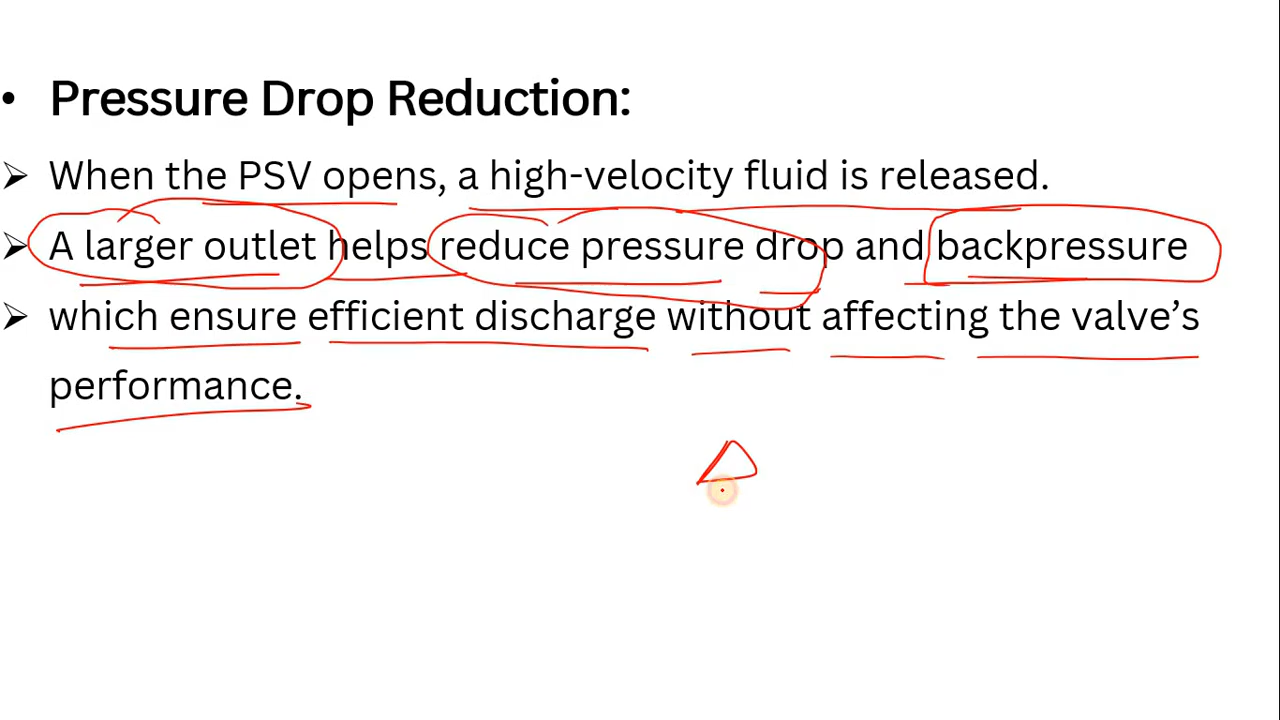 • Pressure Drop Reduction:
➢ When the PSV opens, a high-velocity fluid is released.
➢ A larger outlet helps reduce pressure drop and backpressure
➢ which ensure efficient discharge without affecting the valve’s
performance.